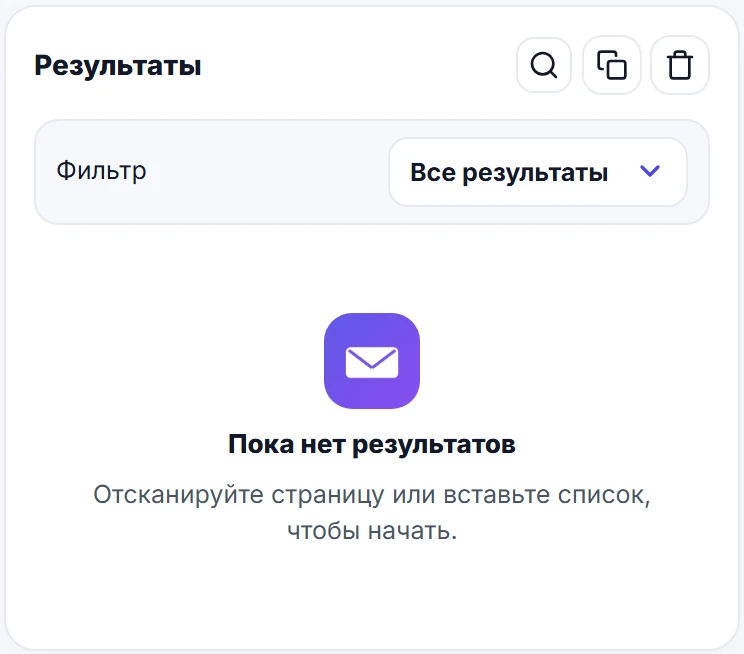 Результаты
Фильтр
Все результаты
Пока нет результатов
Отсканируйте страницу или вставьте список,
чтобы начать.